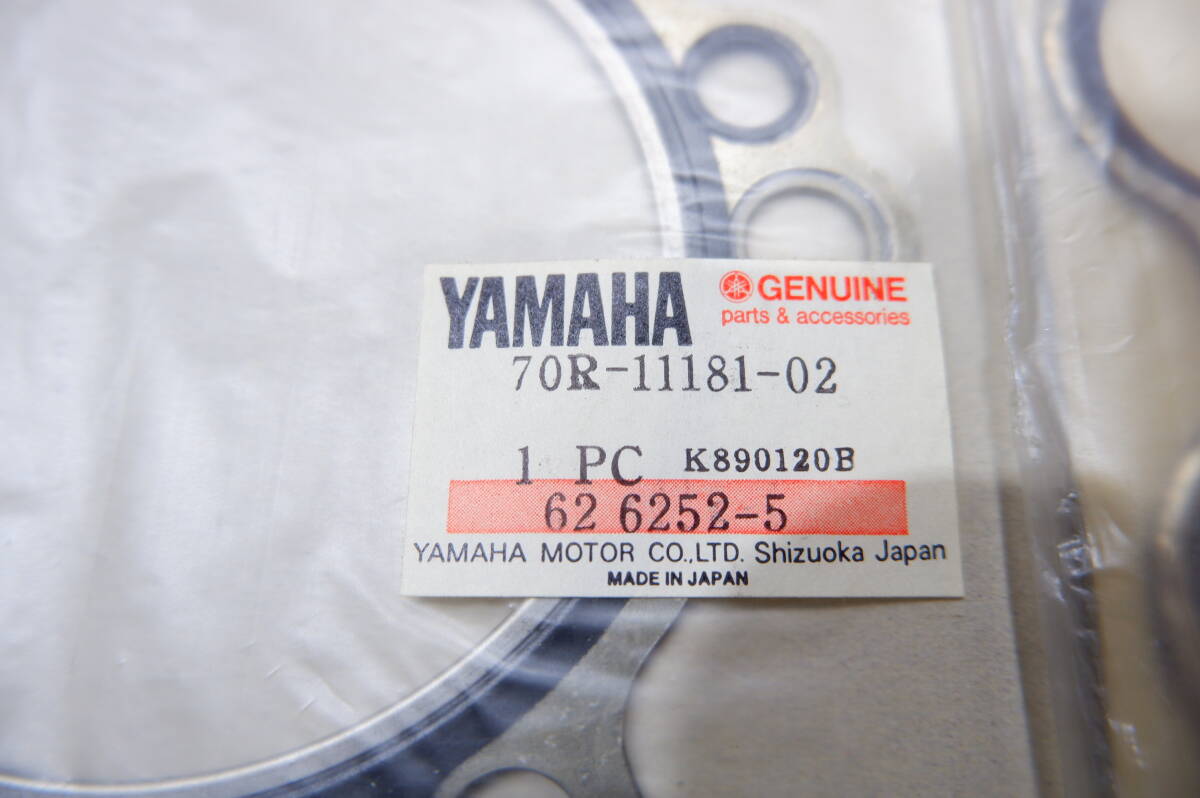 YAMAHA GENUINE
parts & accessories
70R-11181-02
1 PC K890120B
62 6252-5
YAMAHA MOTOR CO.,LTD. Shizuoka Japan
MADE IN JAPAN